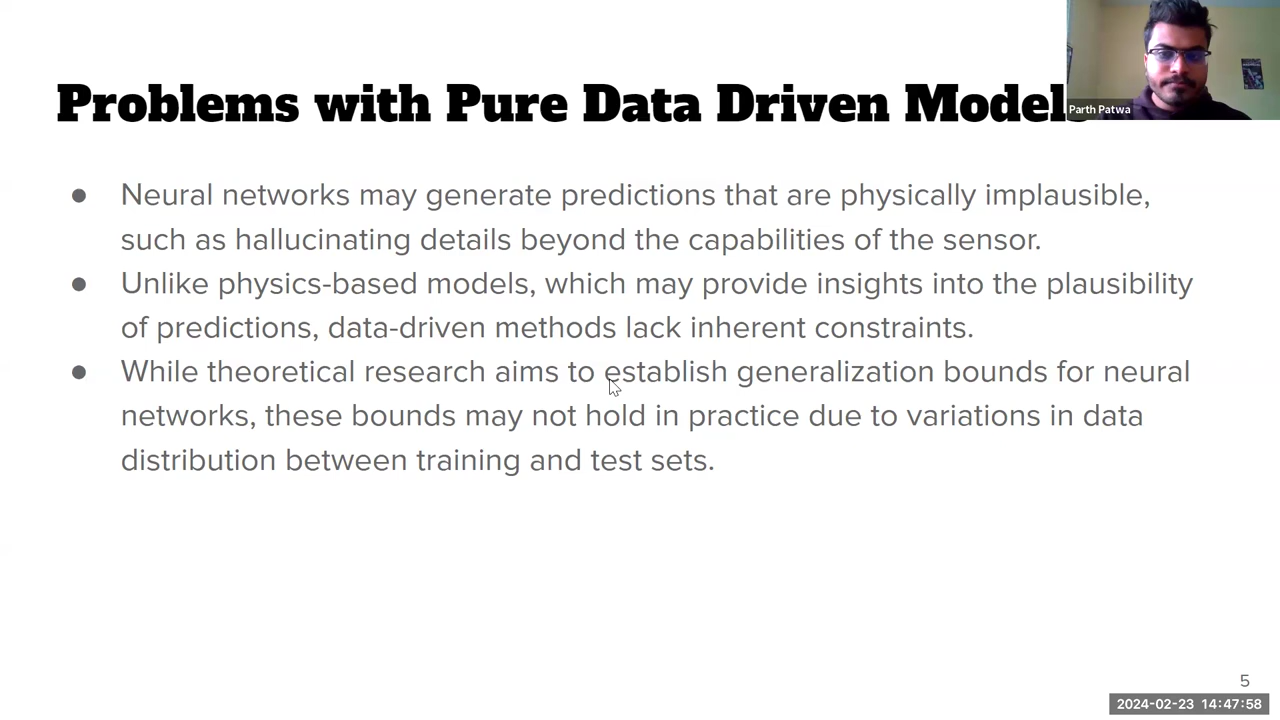 Problems with Pure Data Driven Models
Parth Patwa
● Neural networks may generate predictions that are physically implausible,
such as hallucinating details beyond the capabilities of the sensor.
● Unlike physics-based models, which may provide insights into the plausibility
of predictions, data-driven methods lack inherent constraints.
● While theoretical research aims to establish generalization bounds for neural
networks, these bounds may not hold in practice due to variations in data
distribution between training and test sets.
5
2024-02-23 14:47:58